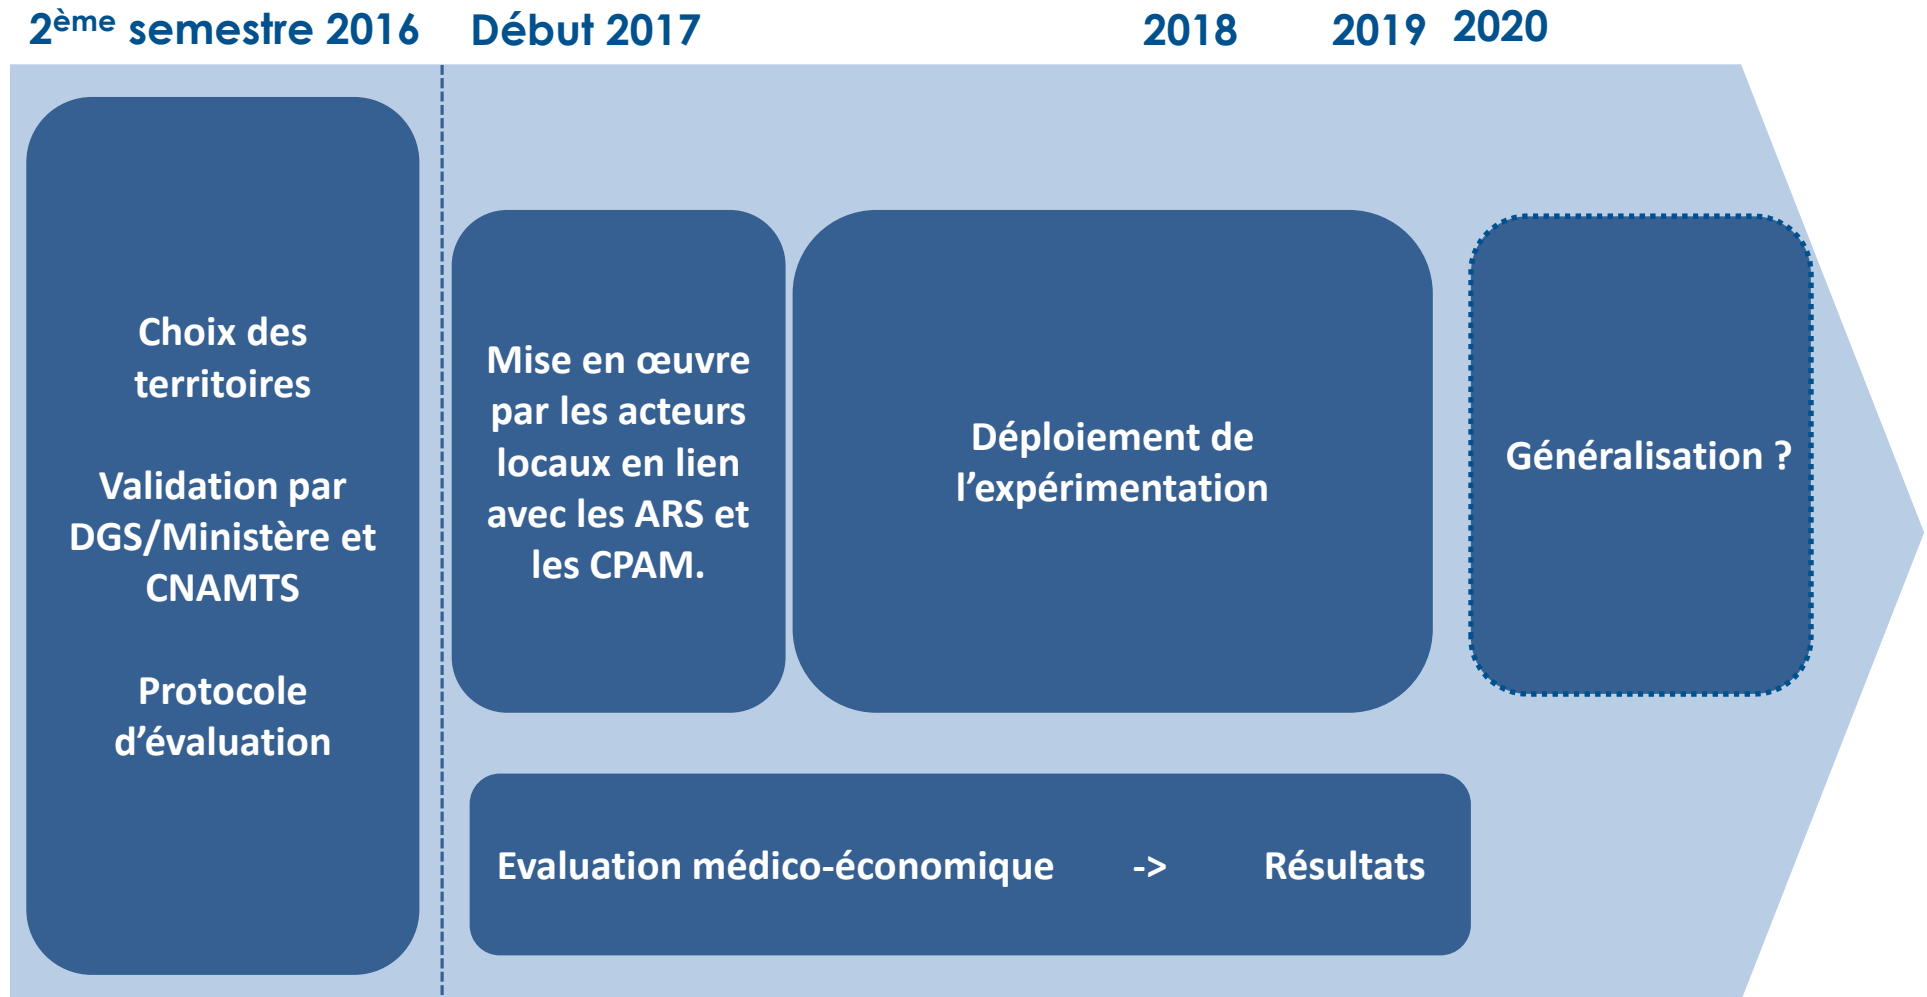 2ème semestre 2016 Début 2017 2018 2019 2020
Choix des
territoires
Validation par
DGS/Ministère et
CNAMTS
Protocole
d’évaluation
Mise en œuvre
par les acteurs
locaux en lien
avec les ARS et
les CPAM.
Déploiement de
l’expérimentation
Généralisation ?
Evaluation médico-économique -> Résultats